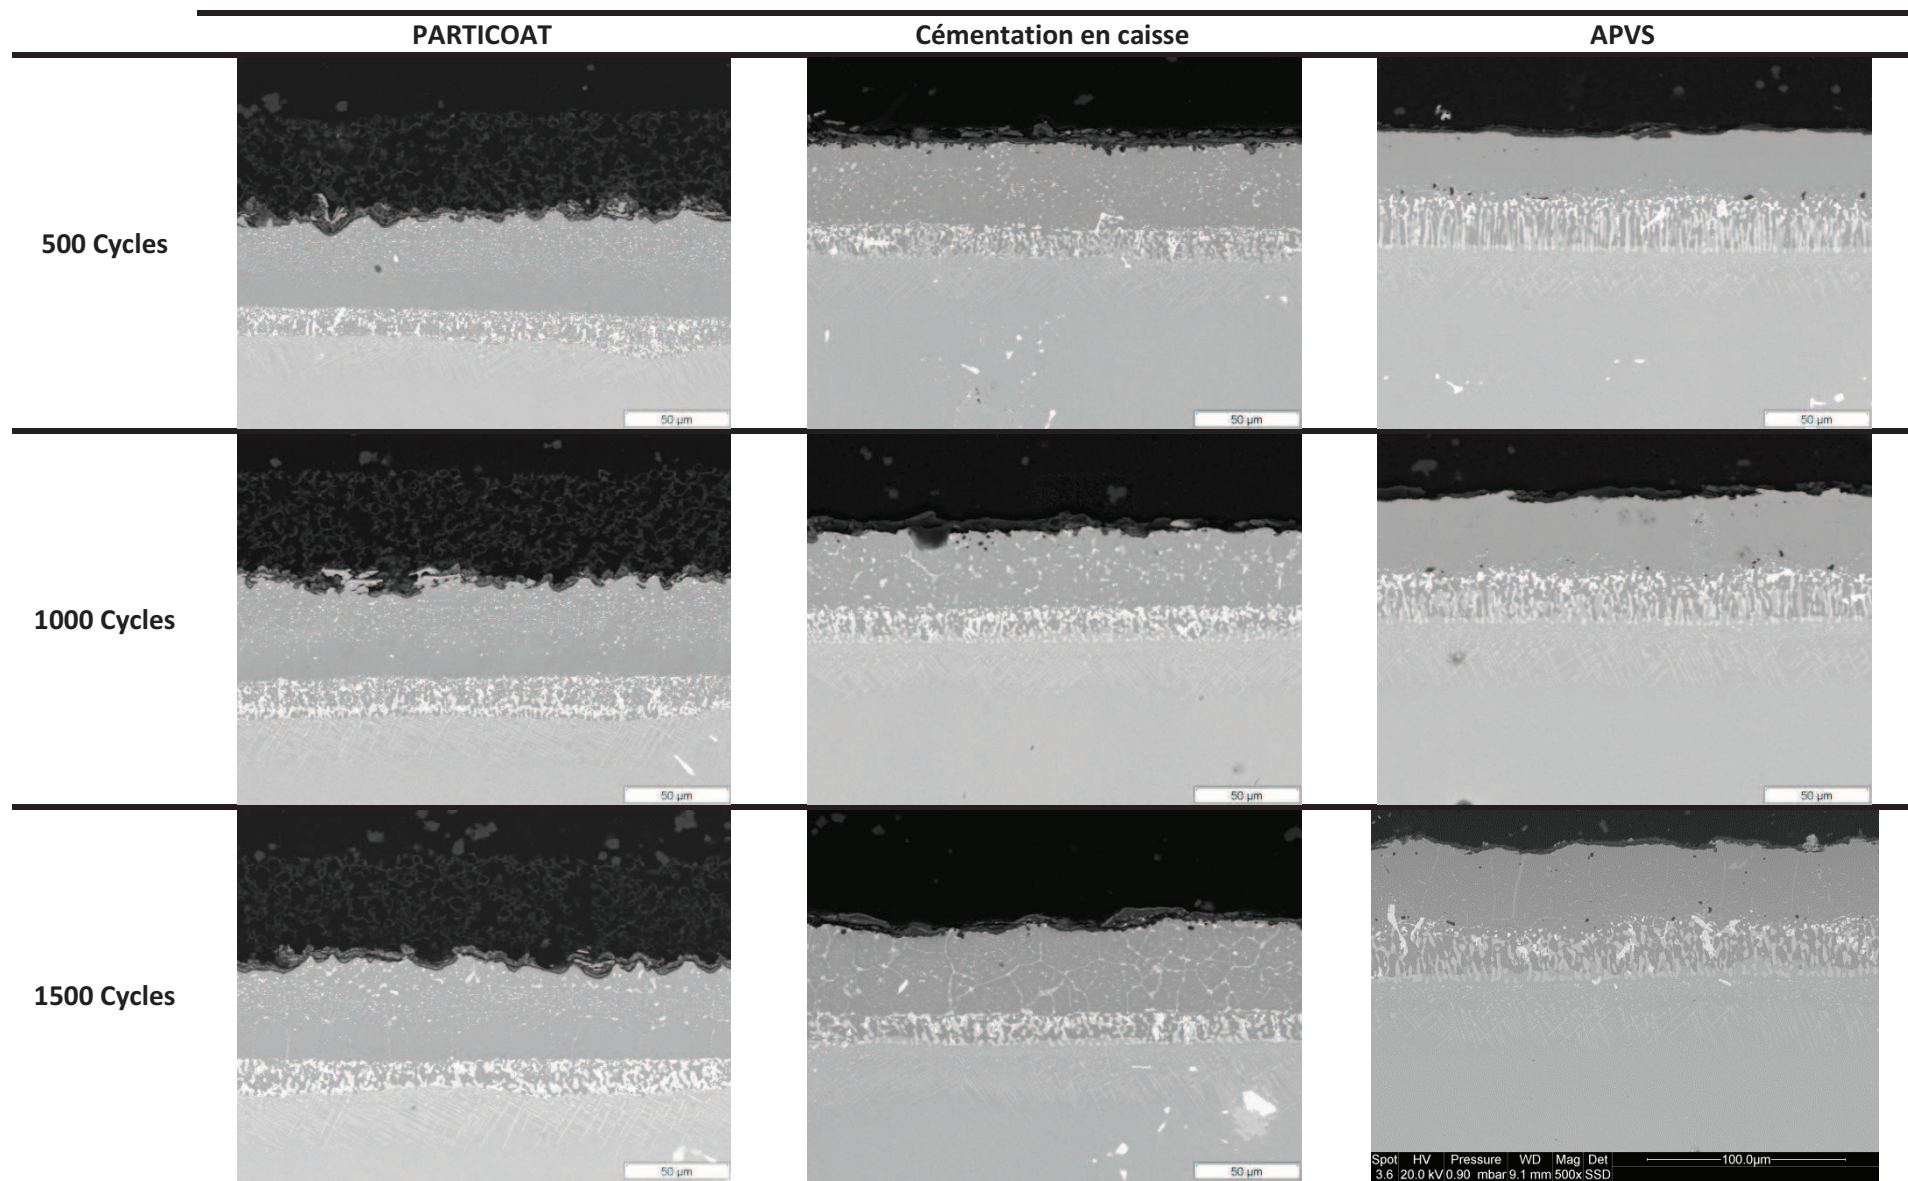 PARTICOAT Cémentation en caisse APVS
500 Cycles
50 µm 50 µm 50 µm
1000 Cycles
50 µm 50 µm 50 µm
1500 Cycles
50 µm 50 µm
Spot HV Pressure WD Mag Det 100.0µm
3.6 20.0 kV 0.90 mbar 9.1 mm 500x SSD